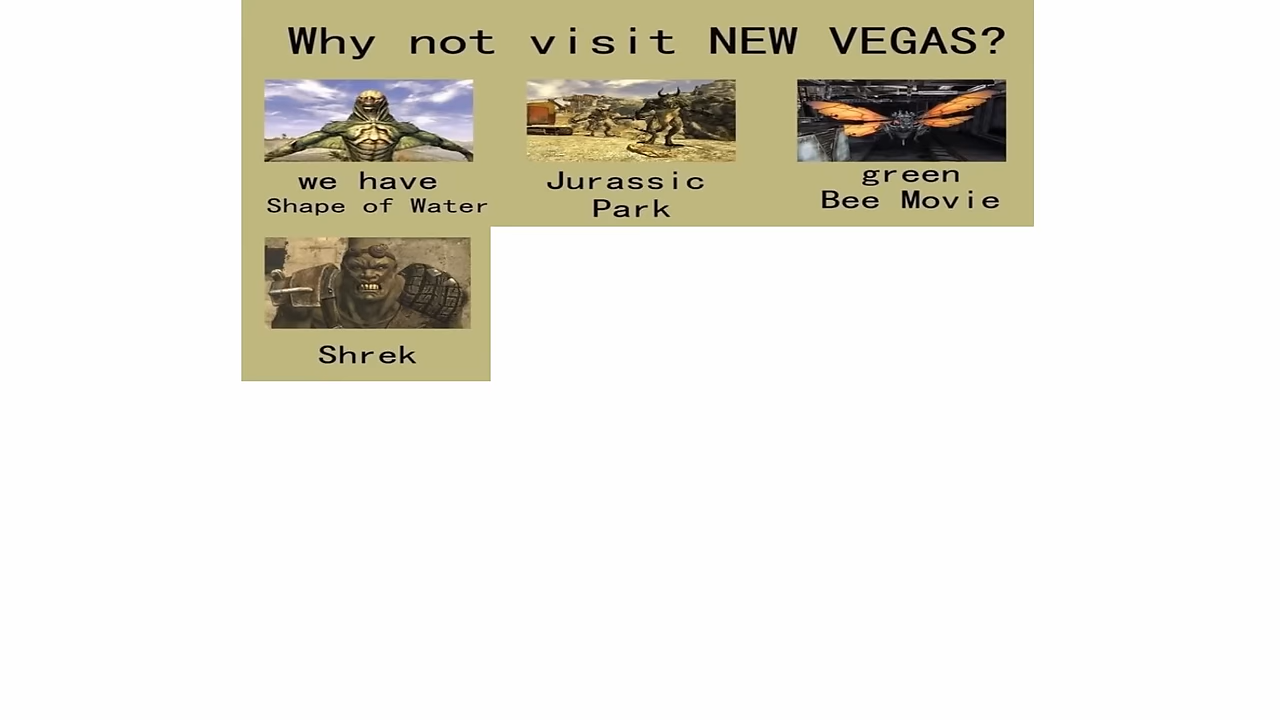 Why not visit NEW VEGAS?
we have
Shape of Water
Jurassic
Park
green
Bee Movie
Shrek